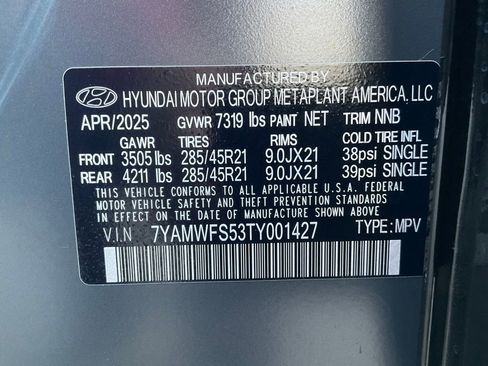 MANUFACTURED BY
HYUNDAI MOTOR GROUP METAPLANT AMERICA, LLC
APR/2025 GVWR 7319 lbs PAINT NET TRIM NNB
GAWR TIRES RIMS COLD TIRE INFL
FRONT 3505 lbs 285/45R21 9.0JX21 38psi SINGLE
REAR 4211 lbs 285/45R21 9.0JX21 39psi SINGLE
THIS VEHICLE CONFORMS TO ALL APPLICABLE U.S.A. FEDERAL
MOTOR VEHICLE SAFETY AND THEFT PREVENTION STANDARDS
IN EFFECT ON THE DATE OF MANUFACTURE SHOWN ABOVE.
V.I.N 7YAMWFS53TY001427 TYPE: MPV